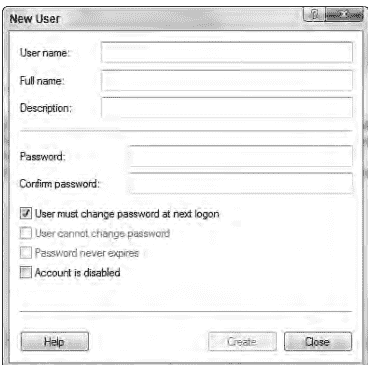 New User
User name:
Full name:
Description:
Password:
Confirm password:
User must change password at next logon
User cannot change password
Password never expires
Account is disabled
Help Create Close